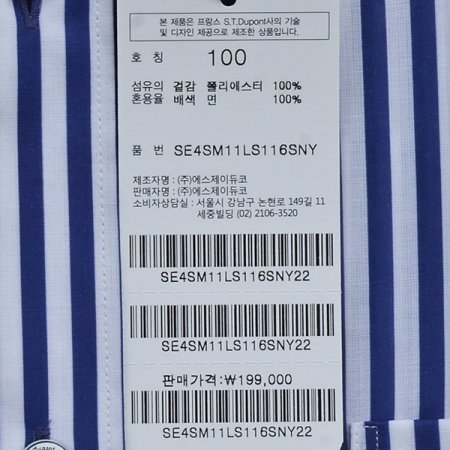 본 제품은 프랑스 S.T.Dupont사의 기술
및 디자인 제공으로 제조한 상품입니다.
호 칭 100
섬유의 겉감 폴리에스터 100%
혼용율 배색 면 100%
품 번 SE4SM11LS116SNY
제조자명 : (주)에스제이듀코
판매자명 : (주)에스제이듀코
소비자상담실 : 서울시 강남구 논현로 149길 11
세중빌딩 (02) 2106-3520
SE4SM11LS116SNY22
SE4SM11LS116SNY22
판매가격:₩199,000
SE4SM11LS116SNY22